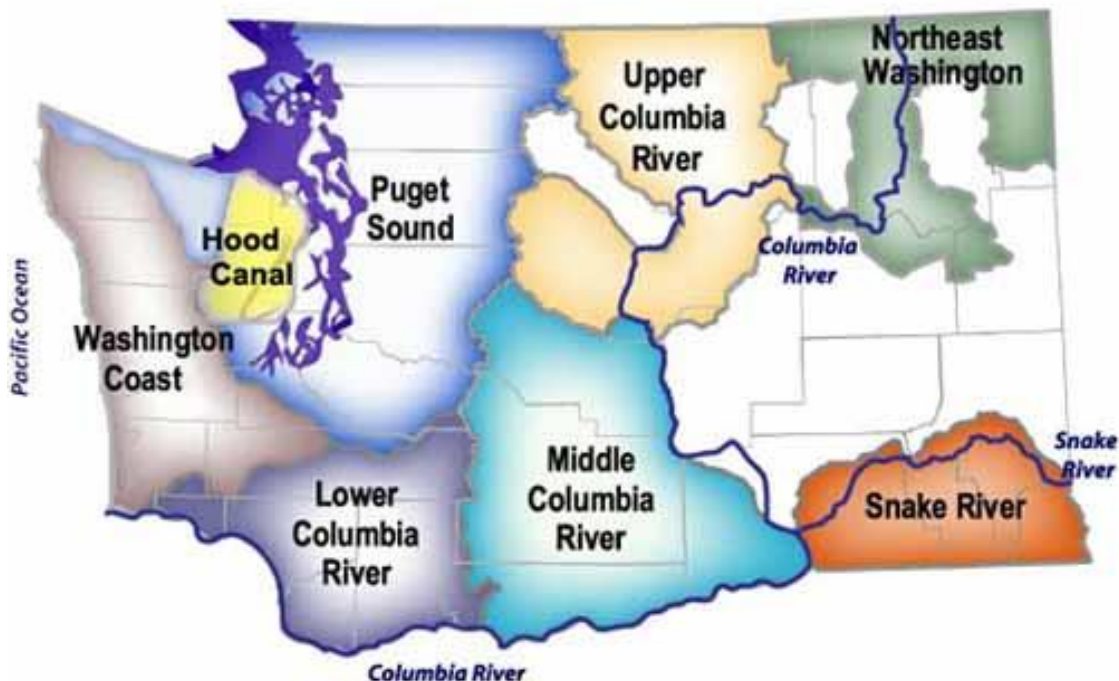 Northeast
Washington
Upper
Columbia
River
Puget
Sound
Hood
Canal
Columbia
River
Pacific Ocean
Washington
Coast
Snake
River
Middle
Columbia
River
Lower
Columbia
River
Snake River
Columbia River